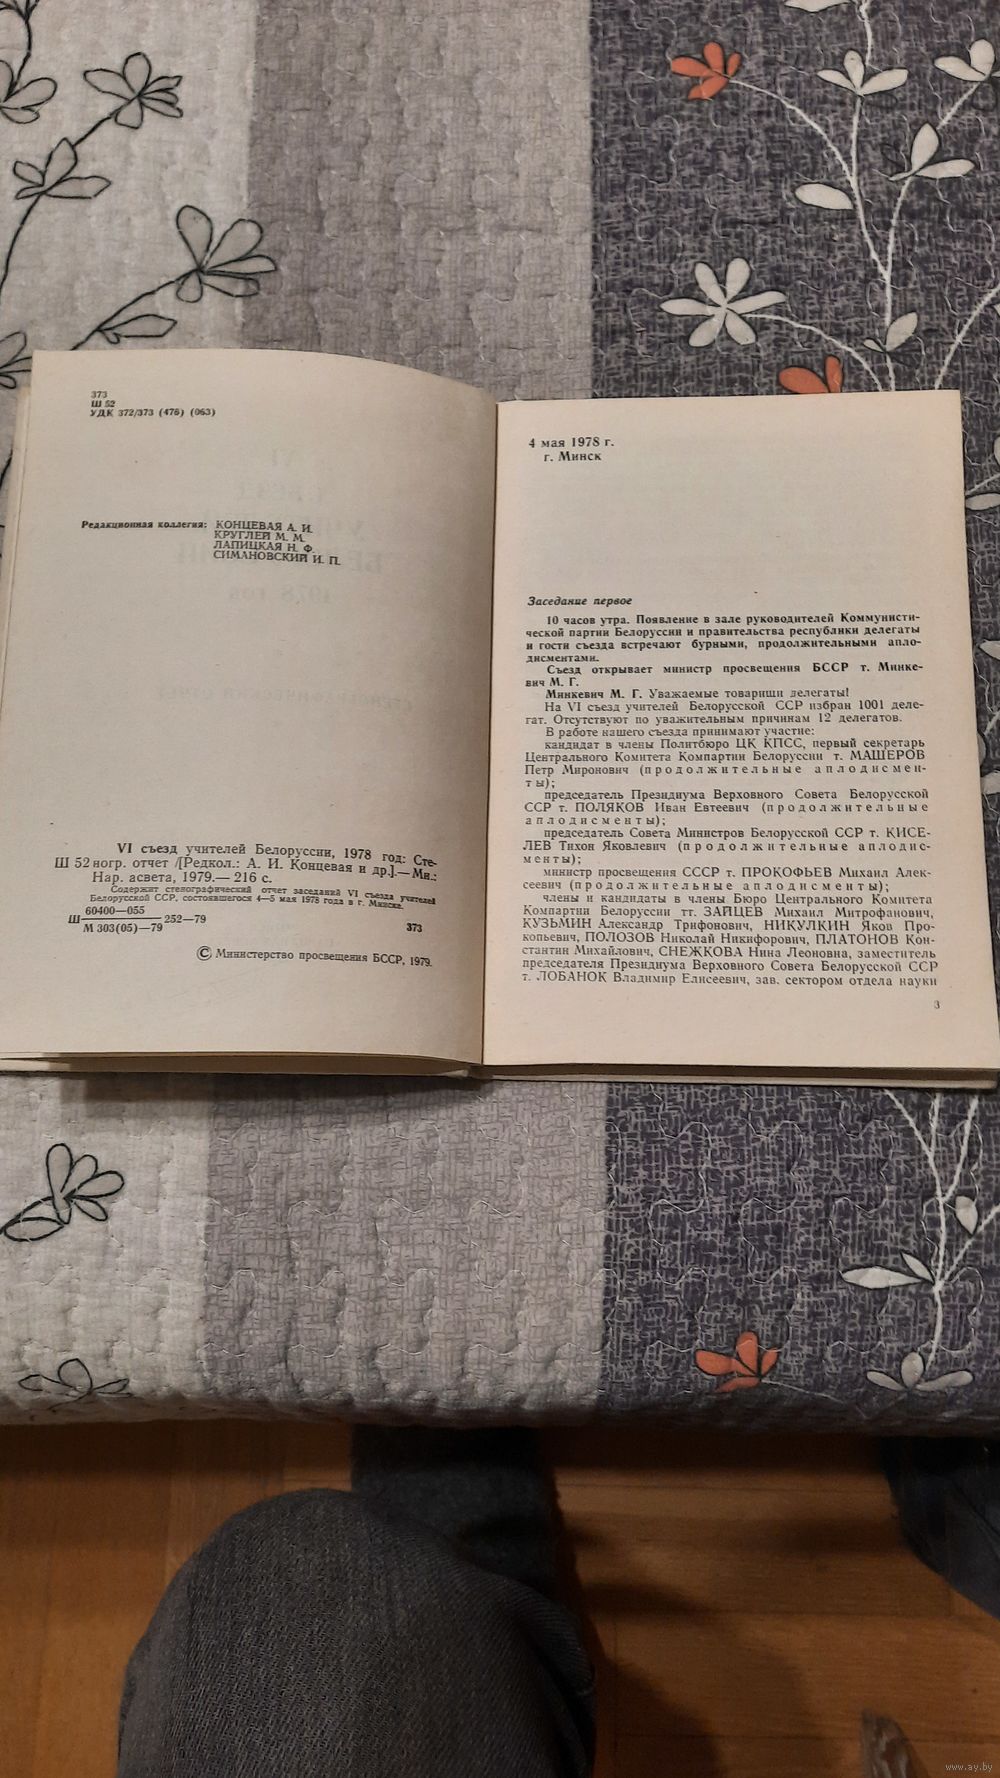 373
Ш 52
УДК 372/373 (476) (063)
Редакционная коллегия: КОНЦЕВАЯ А. И.
КРУГЛЕЙ М. М.
ЛАПИЦКАЯ Н. Ф.
СИМАНОВСКИЙ И. П.
VI съезд учителей Белоруссии, 1978 год: Сте-
Ш 52 ногр. отчет /[Редкол.: А. И. Концевая и др.].— Мн.:
Нар. асвета, 1979.— 216 с.
Содержит стенографический отчет заседаний VI съезда учителей
Белорусской ССР, состоявшегося 4—5 мая 1978 года в г. Минске.
60400—055
Ш 252—79
М 303(05)—79
373
© Министерство просвещения БССР, 1979.
4 мая 1978 г.
г. Минск
Заседание первое
10 часов утра. Появление в зале руководителей Коммунисти-
ческой партии Белоруссии и правительства республики делегаты
и гости съезда встречают бурными, продолжительными апло-
дисментами.
Съезд открывает министр просвещения БССР т. Минке-
вич М. Г.
Минкевич М. Г. Уважаемые товарищи делегаты!
На VI съезд учителей Белорусской ССР избран 1001 деле-
гат. Отсутствуют по уважительным причинам 12 делегатов.
В работе нашего съезда принимают участие:
кандидат в члены Политбюро ЦК КПСС, первый секретарь
Центрального Комитета Компартии Белоруссии т. МАШЕРОВ
Петр Миронович (продолжительные аплодисмен-
ты);
председатель Президиума Верховного Совета Белорусской
ССР т. ПОЛЯКОВ Иван Евтеевич (продолжительные
аплодисменты);
председатель Совета Министров Белорусской ССР т. КИСЕ-
ЛЕВ Тихон Яковлевич (продолжительные аплодис-
менты);
министр просвещения СССР т. ПРОКОФЬЕВ Михаил Алек-
сеевич (продолжительные аплодисменты);
члены и кандидаты в члены Бюро Центрального Комитета
Компартии Белоруссии тт. ЗАЙЦЕВ Михаил Митрофанович,
КУЗЬМИН Александр Трифонович, НИКУЛКИН Яков Про-
копьевич, ПОЛОЗОВ Николай Никифорович, ПЛАТОНОВ Кон-
стантин Михайлович, СНЕЖКОВА Нина Леоновна, заместитель
председателя Президиума Верховного Совета Белорусской ССР
т. ЛОБАНОК Владимир Елисеевич, зав. сектором отдела науки
3
www.ay.by